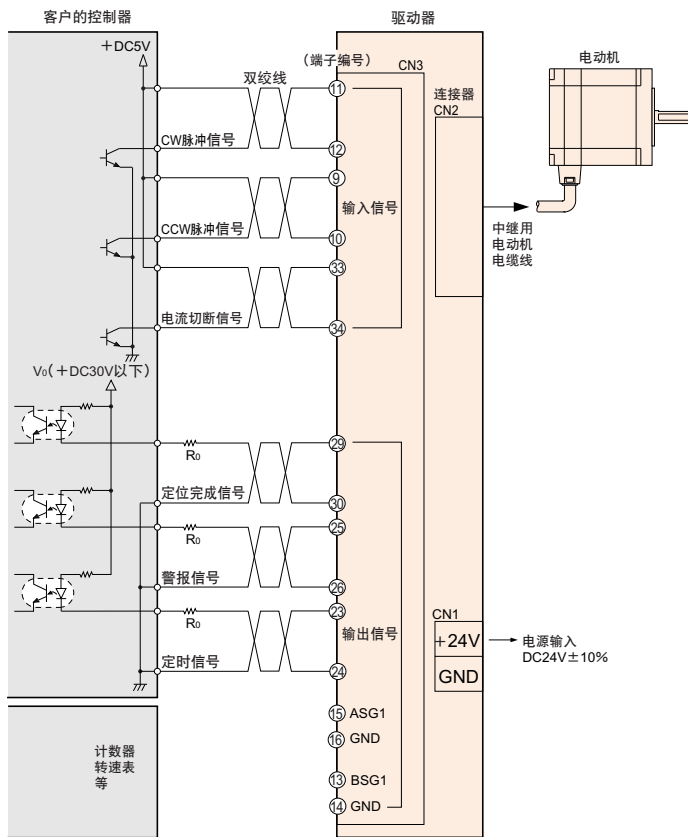 客户的控制器
驱动器
＋DC5V
双绞线
（端子编号）
CN3
电动机
11
连接器
CN2
CW脉冲信号
12
9
输入信号
CCW脉冲信号
10
中继用
电动机
电缆线
33
电流切断信号
34
V0(＋DC30V以下）
29
R0
定位完成信号
30
25
R0
警报信号
26
23
R0
输出信号
定时信号
24
CN1
+24V
电源输入
DC24V±10%
GND
15 ASG1
16 GND
13 BSG1
14 GND
计数器
转速表
等